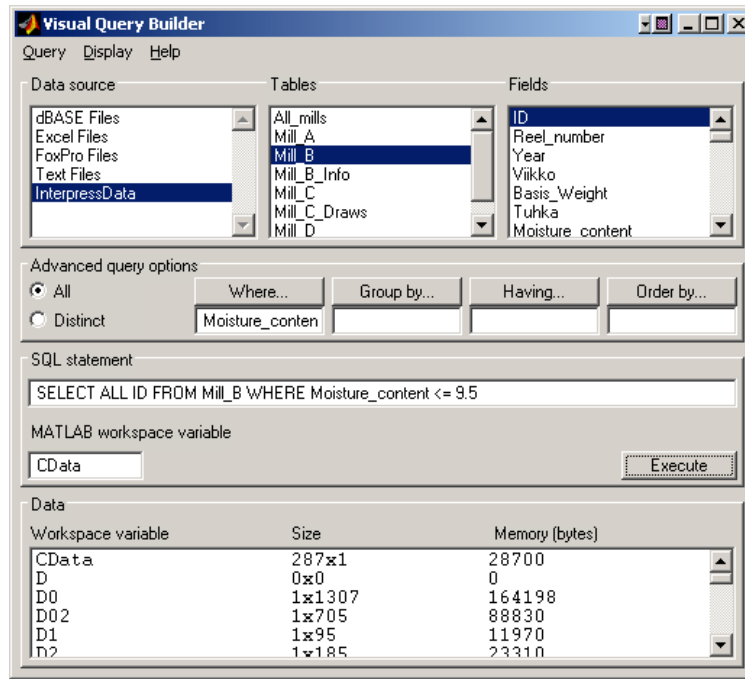 Visual Query Builder
Query Display Help
Data source Tables Fields
dBASE Files
Excel Files
FoxPro Files
Text Files
InterpressData
All_mills
Mill_A
Mill_B
Mill_B_Info
Mill_C
Mill_C_Draws
Mill_D
ID
Reel_number
Year
Viikko
Basis_Weight
Tuhka
Moisture_content
Advanced query options
All
Distinct
Where... Group by... Having... Order by...
Moisture_conten
SQL statement
SELECT ALL ID FROM Mill_B WHERE Moisture_content <= 9.5
MATLAB workspace variable
CData
Execute
Data
Workspace variable Size Memory (bytes)
CData 287x1 28700
D 0x0 0
D0 1x1307 164198
D02 1x705 88830
D1 1x95 11970
D2 1x185 23310